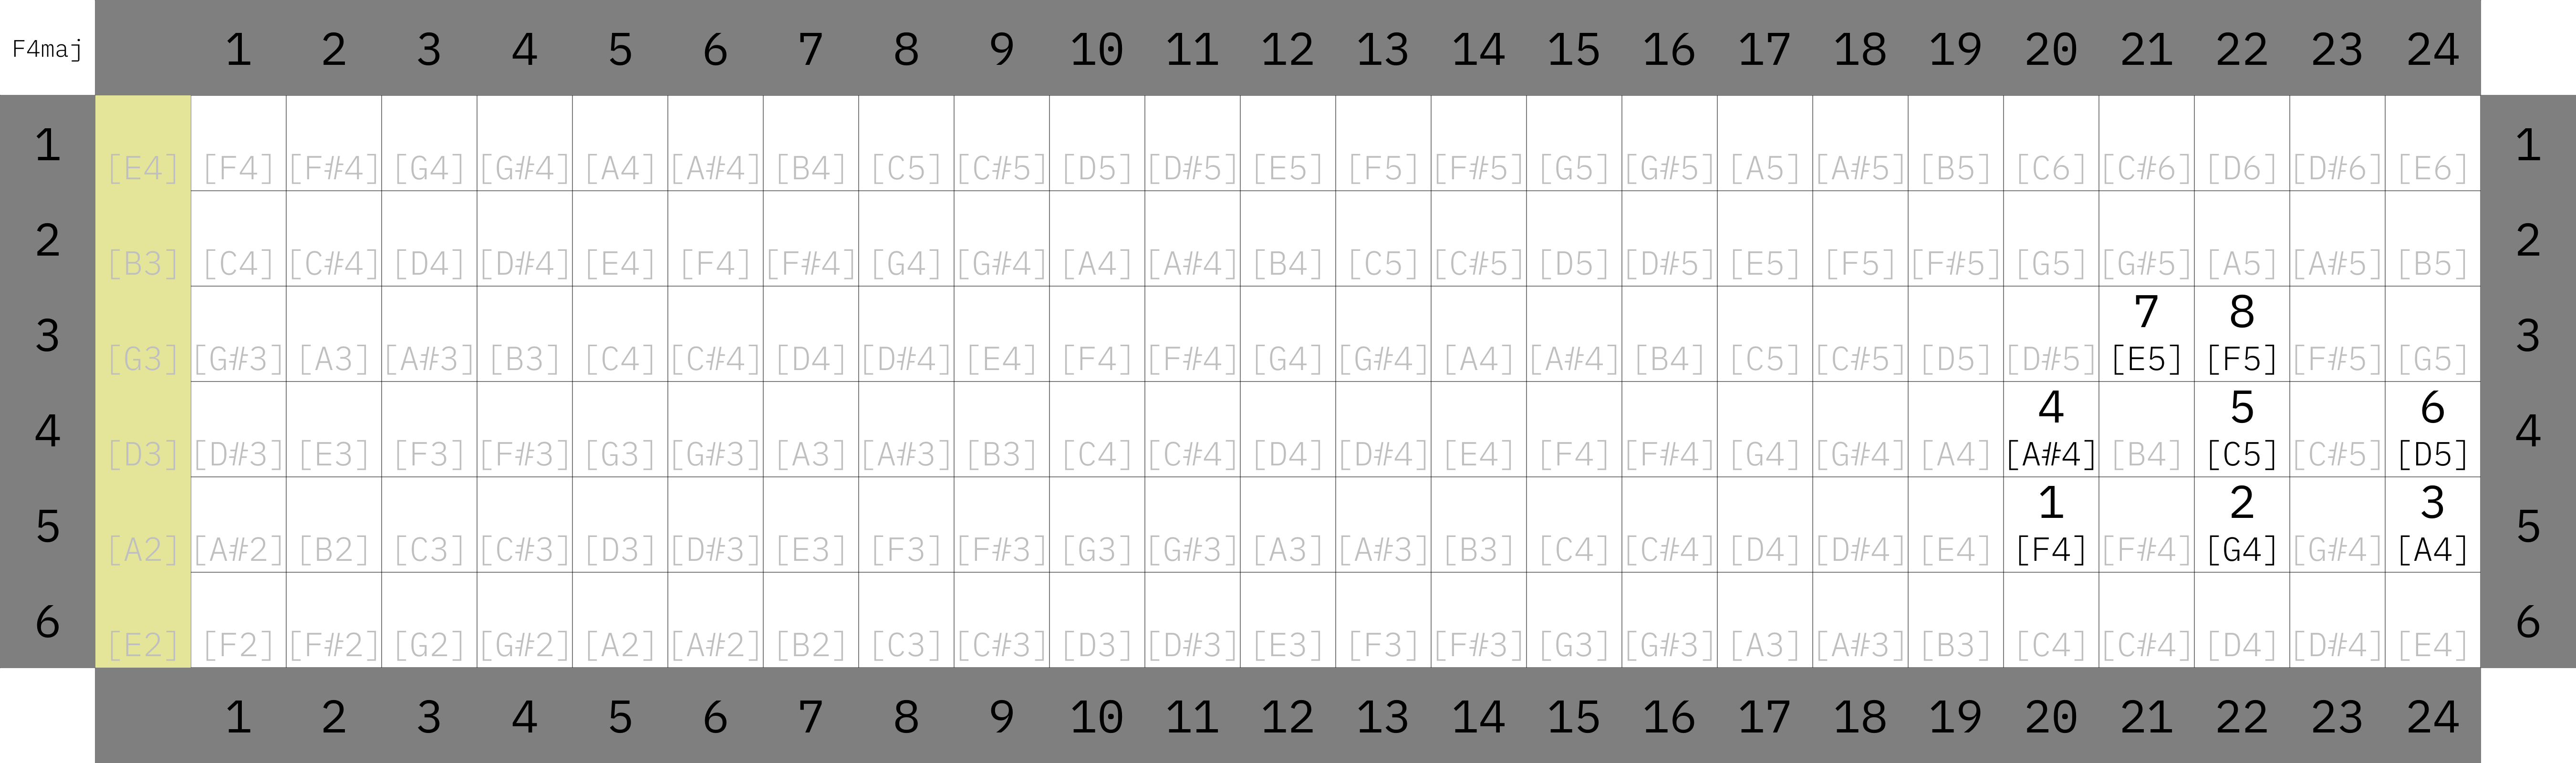 F4maj 1 2 3 4 5 6 7 8 9 10 11 12 13 14 15 16 17 18 19 20 21 22 23 24
1 [E4] [F4] [F#4] [G4] [G#4] [A4] [A#4] [B4] [C5] [C#5] [D5] [D#5] [E5] [F5] [F#5] [G5] [G#5] [A5] [A#5] [B5] [C6] [C#6] [D6] [D#6] [E6] 1
2 [B3] [C4] [C#4] [D4] [D#4] [E4] [F4] [F#4] [G4] [G#4] [A4] [A#4] [B4] [C5] [C#5] [D5] [D#5] [E5] [F5] [F#5] [G5] [G#5] [A5] [A#5] [B5] 2
7 8
3 [G3] [G#3] [A3] [A#3] [B3] [C4] [C#4] [D4] [D#4] [E4] [F4] [F#4] [G4] [G#4] [A4] [A#4] [B4] [C5] [C#5] [D5] [D#5] [E5] [F5] [F#5] [G5] 3
4 5 6
4 [D3] [D#3] [E3] [F3] [F#3] [G3] [G#3] [A3] [A#3] [B3] [C4] [C#4] [D4] [D#4] [E4] [F4] [F#4] [G4] [G#4] [A4] [A#4] [B4] [C5] [C#5] [D5] 4
1 2 3
5 [A2] [A#2] [B2] [C3] [C#3] [D3] [D#3] [E3] [F3] [F#3] [G3] [G#3] [A3] [A#3] [B3] [C4] [C#4] [D4] [D#4] [E4] [F4] [F#4] [G4] [G#4] [A4] 5
6 [E2] [F2] [F#2] [G2] [G#2] [A2] [A#2] [B2] [C3] [C#3] [D3] [D#3] [E3] [F3] [F#3] [G3] [G#3] [A3] [A#3] [B3] [C4] [C#4] [D4] [D#4] [E4] 6
1 2 3 4 5 6 7 8 9 10 11 12 13 14 15 16 17 18 19 20 21 22 23 24